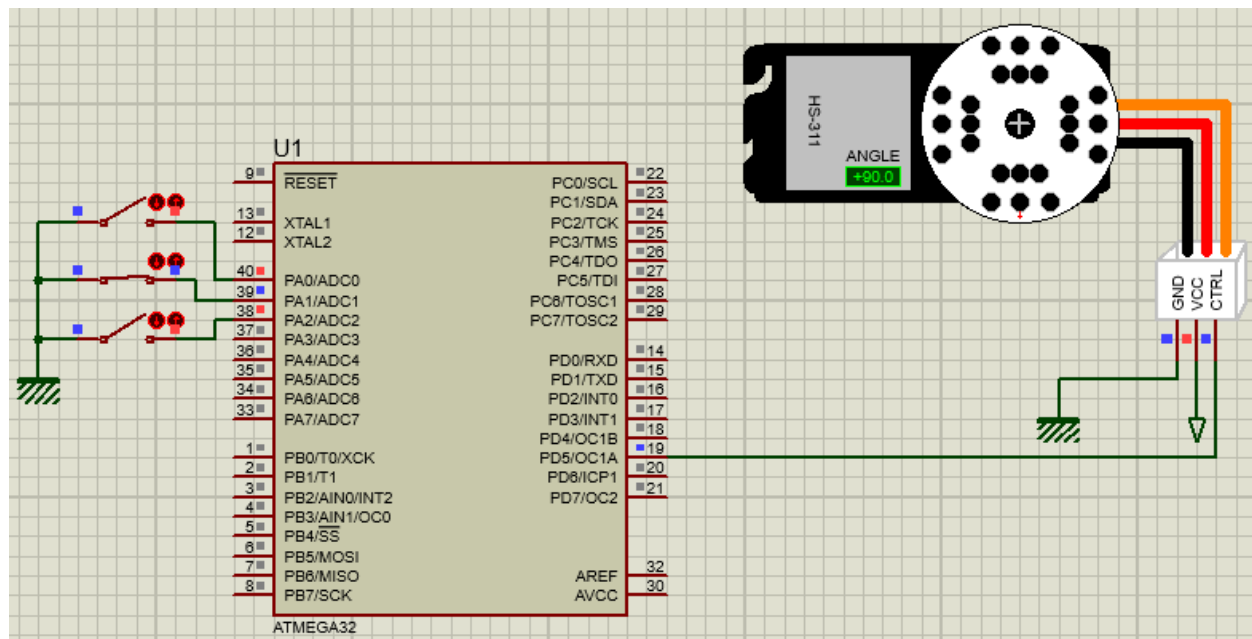 U1
HS-311
ANGLE
+90.0
9 RESET
13 XTAL1
12 XTAL2
40 PA0/ADC0
39 PA1/ADC1
38 PA2/ADC2
37 PA3/ADC3
36 PA4/ADC4
35 PA5/ADC5
34 PA6/ADC6
33 PA7/ADC7
1 PB0/T0/XCK
2 PB1/T1
3 PB2/AIN0/INT2
4 PB3/AIN1/OC0
5 PB4/SS
6 PB5/MOSI
7 PB6/MISO
8 PB7/SCK
PC0/SCL 22
PC1/SDA 23
PC2/TCK 24
PC3/TMS 25
PC4/TDO 26
PC5/TDI 27
PC6/TOSC1 28
PC7/TOSC2 29
PD0/RXD 14
PD1/TXD 15
PD2/INT0 16
PD3/INT1 17
PD4/OC1B 18
PD5/OC1A 19
PD6/ICP1 20
PD7/OC2 21
AREF 32
AVCC 30
ATMEGA32
GND
VCC
CTRL